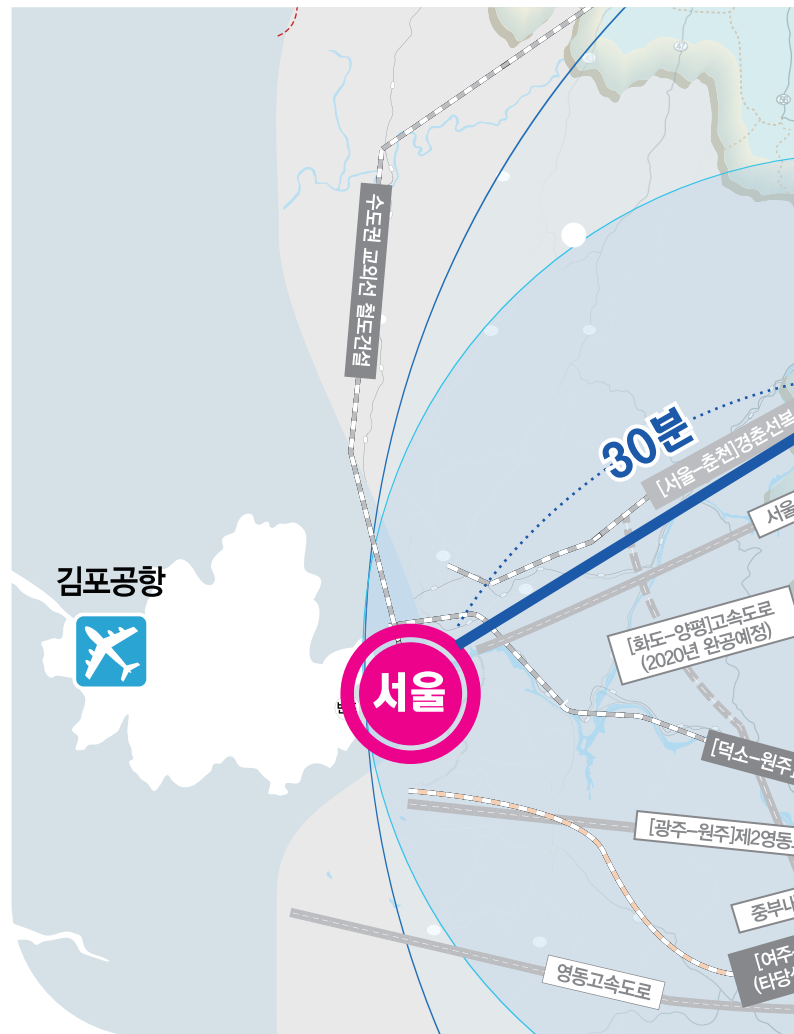 수도권 교외선 철도건설
30분
[서울-춘천]경춘선복
서울
[화도-양평]고속도로
(2020년 완공예정)
김포공항
서울
[덕소-원주]
[광주-원주]제2영동
중부내
[여주-
(타당
영동고속도로